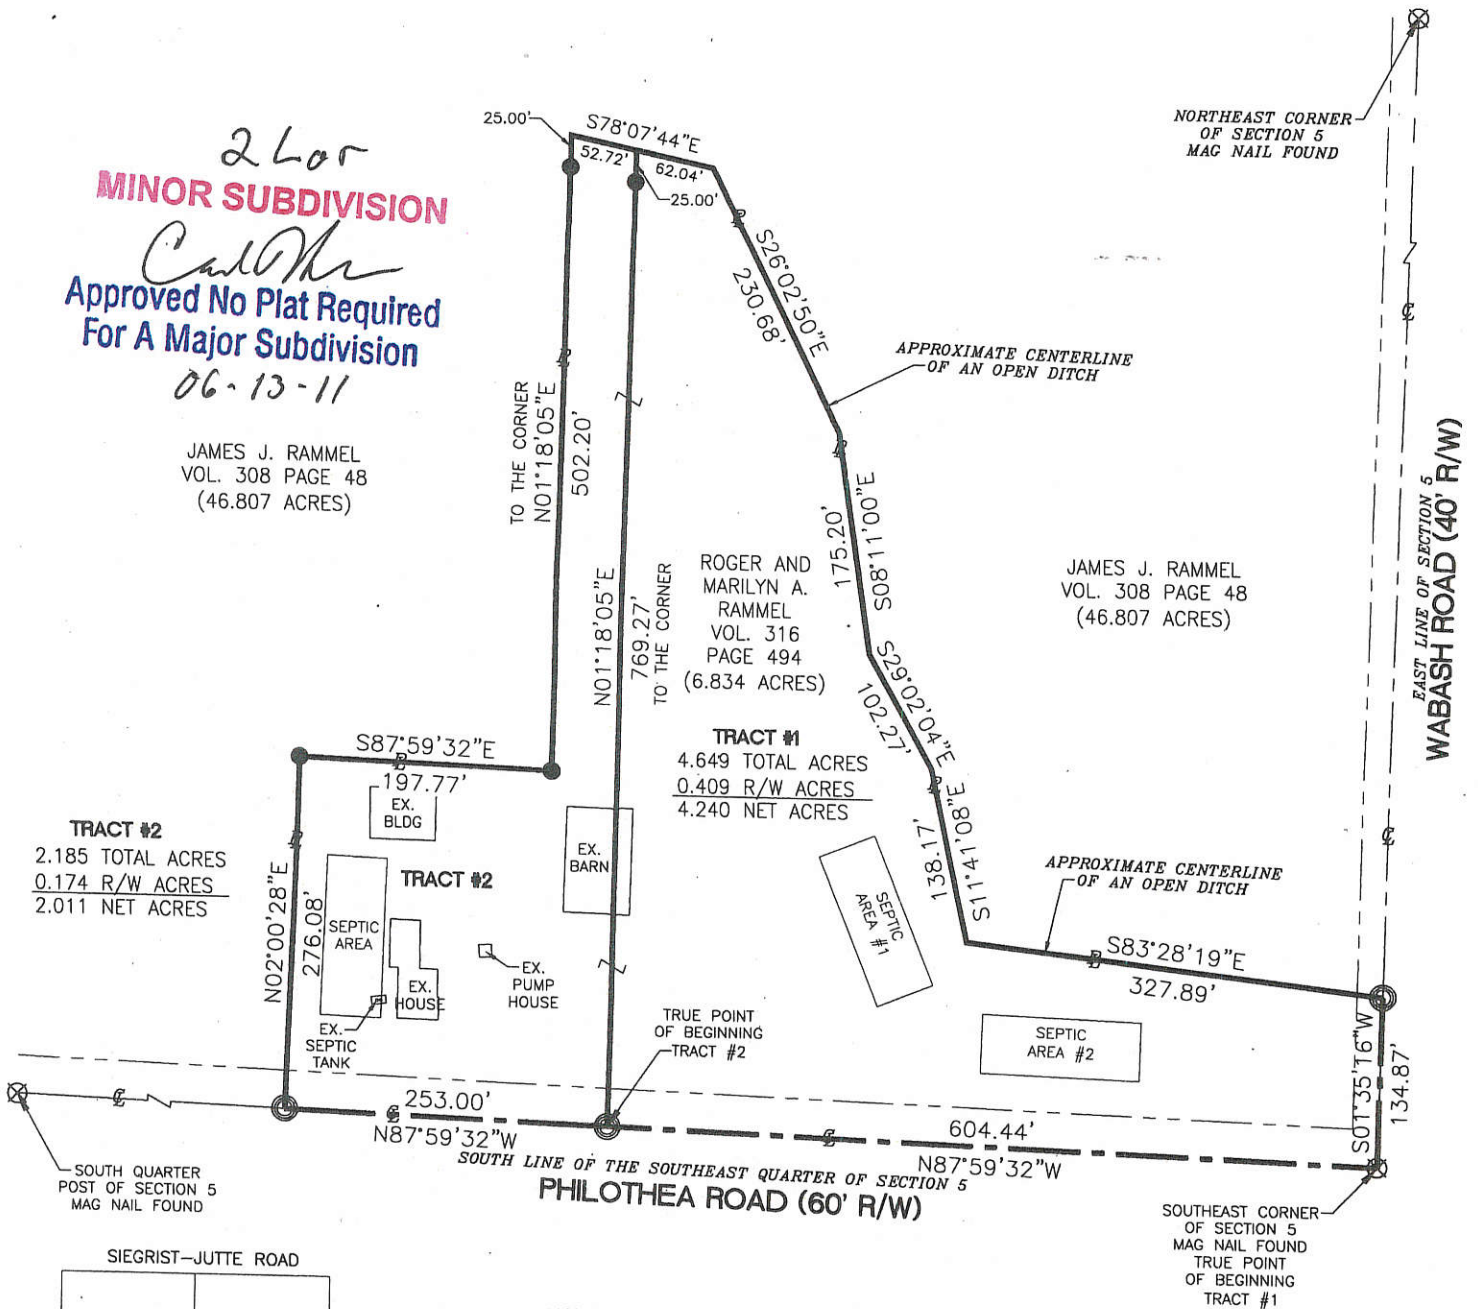 2 Lot
MINOR SUBDIVISION
Approved No Plat Required
For A Major Subdivision
06-13-11
JAMES J. RAMMEL
VOL. 308 PAGE 48
(46.807 ACRES)
25.00'
S78°07'44"E
52.72'
62.04'
25.00'
NORTHEAST CORNER
OF SECTION 5
MAG NAIL FOUND
S26°02'50"E
230.68'
APPROXIMATE CENTERLINE
OF AN OPEN DITCH
TO THE CORNER
N01°18'05"E
502.20'
N01°18'05"E
769.27'
TO THE CORNER
ROGER AND
MARILYN A.
RAMMEL
VOL. 316
PAGE 494
(6.834 ACRES)
175.20'
S08°11'00"E
JAMES J. RAMMEL
VOL. 308 PAGE 48
(46.807 ACRES)
EAST LINE OF SECTION 5
WABASH ROAD (40' R/W)
S29°02'04"E
102.27'
TRACT #1
4.649 TOTAL ACRES
0.409 R/W ACRES
4.240 NET ACRES
S87°59'32"E
197.77'
EX.
BLDG
EX.
BARN
TRACT #2
2.185 TOTAL ACRES
0.174 R/W ACRES
2.011 NET ACRES
TRACT #2
N02°00'28"E
276.08'
SEPTIC
AREA
EX.
HOUSE
EX.
PUMP
HOUSE
EX.
SEPTIC
TANK
138.17'
S11°41'08"E
SEPTIC
AREA #1
APPROXIMATE CENTERLINE
OF AN OPEN DITCH
S83°28'19"E
327.89'
TRUE POINT
OF BEGINNING
TRACT #2
SEPTIC
AREA #2
S01°35'16"W
134.87'
253.00'
N87°59'32"W
604.44'
N87°59'32"W
SOUTH LINE OF THE SOUTHEAST QUARTER OF SECTION 5
PHILOTHEA ROAD (60' R/W)
SOUTH QUARTER
POST OF SECTION 5
MAG NAIL FOUND
SOUTHEAST CORNER
OF SECTION 5
MAG NAIL FOUND
TRUE POINT
OF BEGINNING
TRACT #1
SIEGRIST-JUTTE ROAD